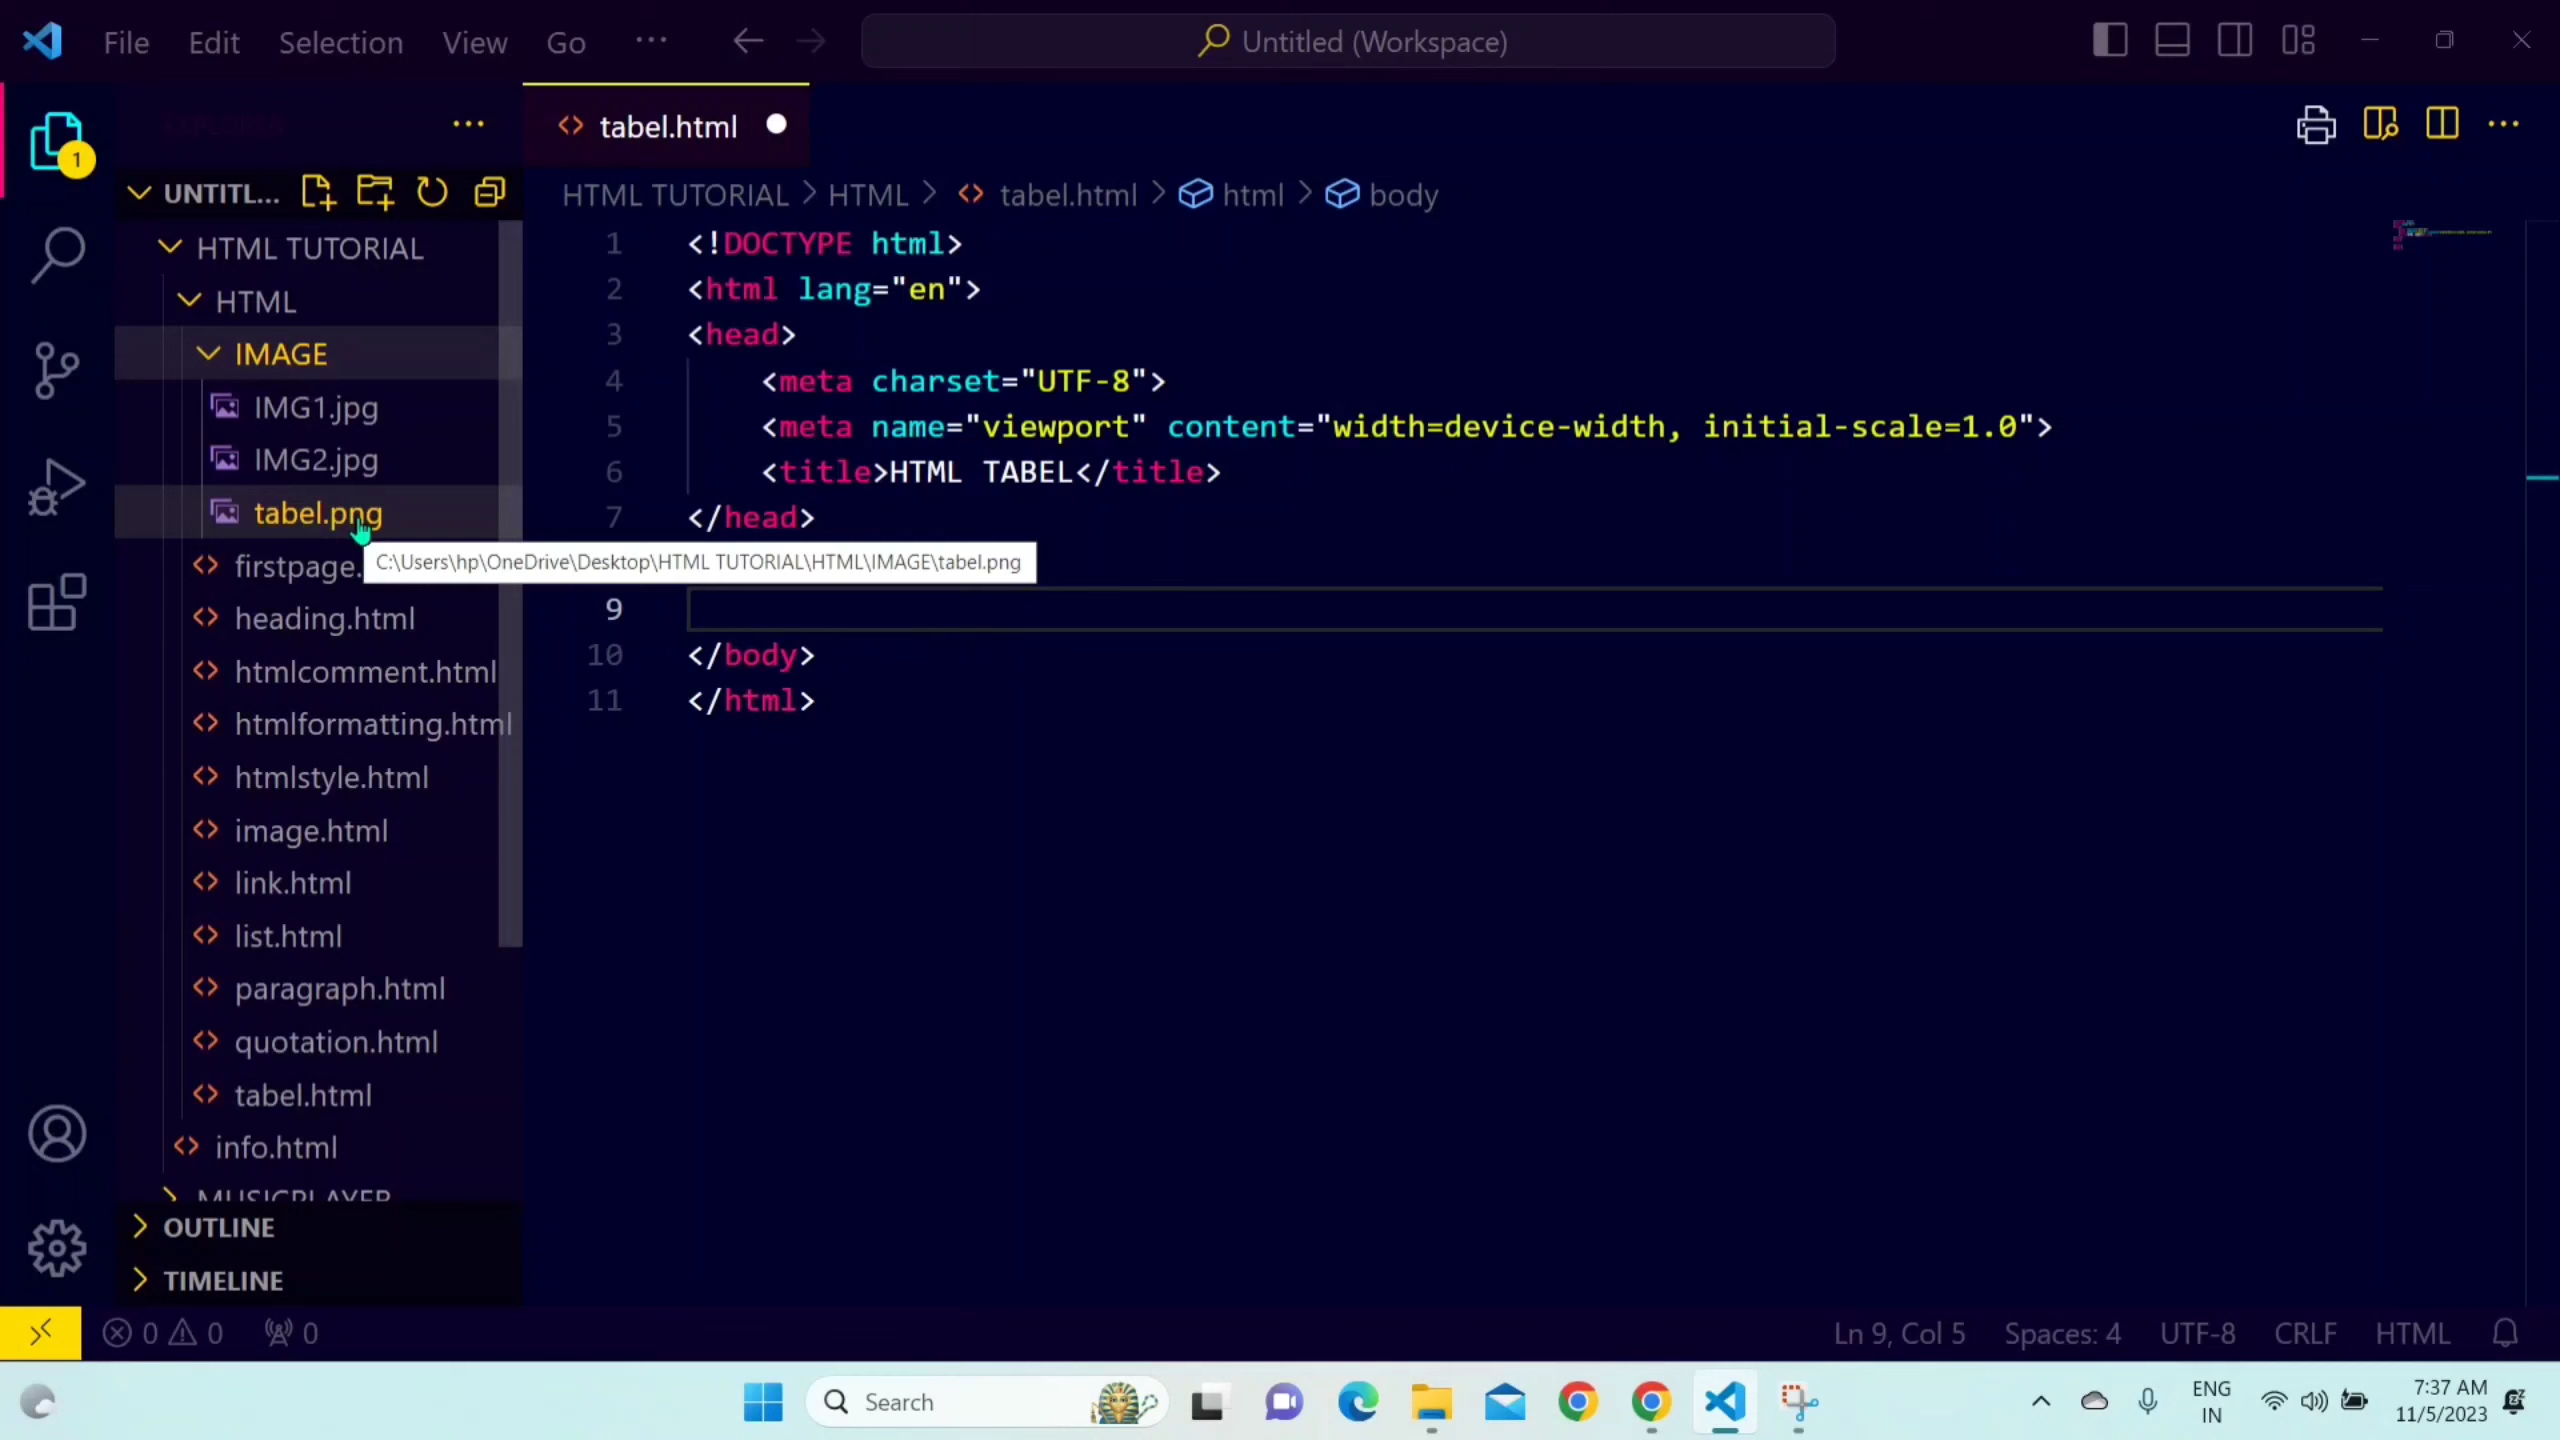 File Edit Selection View Go ··· Untitled (Workspace)
1
tabel.html
UNTITL...
HTML TUTORIAL > HTML > tabel.html > html > body
HTML TUTORIAL
HTML
IMAGE
IMG1.jpg
IMG2.jpg
tabel.png
C:\Users\hp\OneDrive\Desktop\HTML TUTORIAL\HTML\IMAGE\tabel.png
firstpage.
heading.html
htmlcomment.html
htmlformatting.html
htmlstyle.html
image.html
link.html
list.html
paragraph.html
quotation.html
tabel.html
info.html
MUSICPLAYER
OUTLINE
TIMELINE
1 <!DOCTYPE html>
2 <html lang="en">
3 <head>
4 <meta charset="UTF-8">
5 <meta name="viewport" content="width=device-width, initial-scale=1.0">
6 <title>HTML TABEL</title>
7 </head>
9
10 </body>
11 </html>
0 0 0
Ln 9, Col 5 Spaces: 4 UTF-8 CRLF HTML
Search
ENG
IN
7:37 AM
11/5/2023